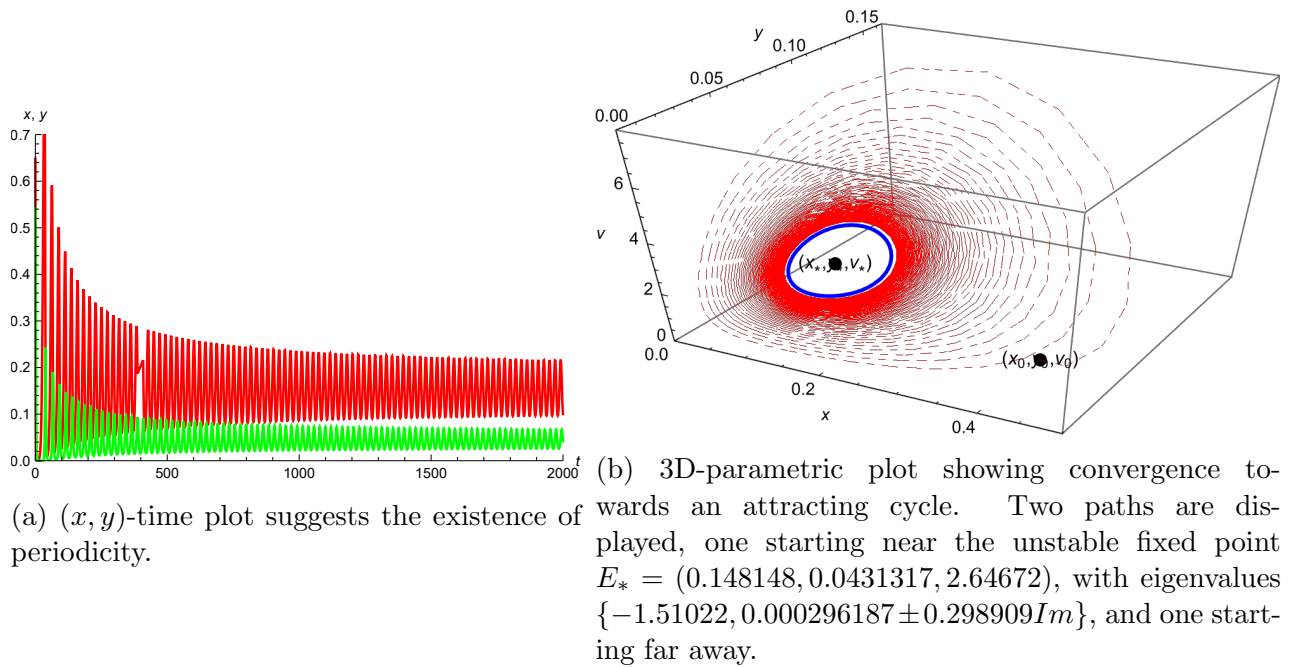 x, y
0.7
0.6
0.5
0.4
0.3
0.2
0.1
0.0
0
500
1000
1500
2000
t
(a) (x, y)-time plot suggests the existence of
periodicity.
0.15
0.10
y
0.05
0.00
6
4
v
2
0
0.0
0.2
x
0.4
(x*,y*,v*)
(x₀,y₀,v₀)
(b) 3D-parametric plot showing convergence to-
wards an attracting cycle. Two paths are dis-
played, one starting near the unstable fixed point
E* = (0.148148, 0.0431317, 2.64672), with eigenvalues
{−1.51022, 0.000296187±0.298909Im}, and one start-
ing far away.